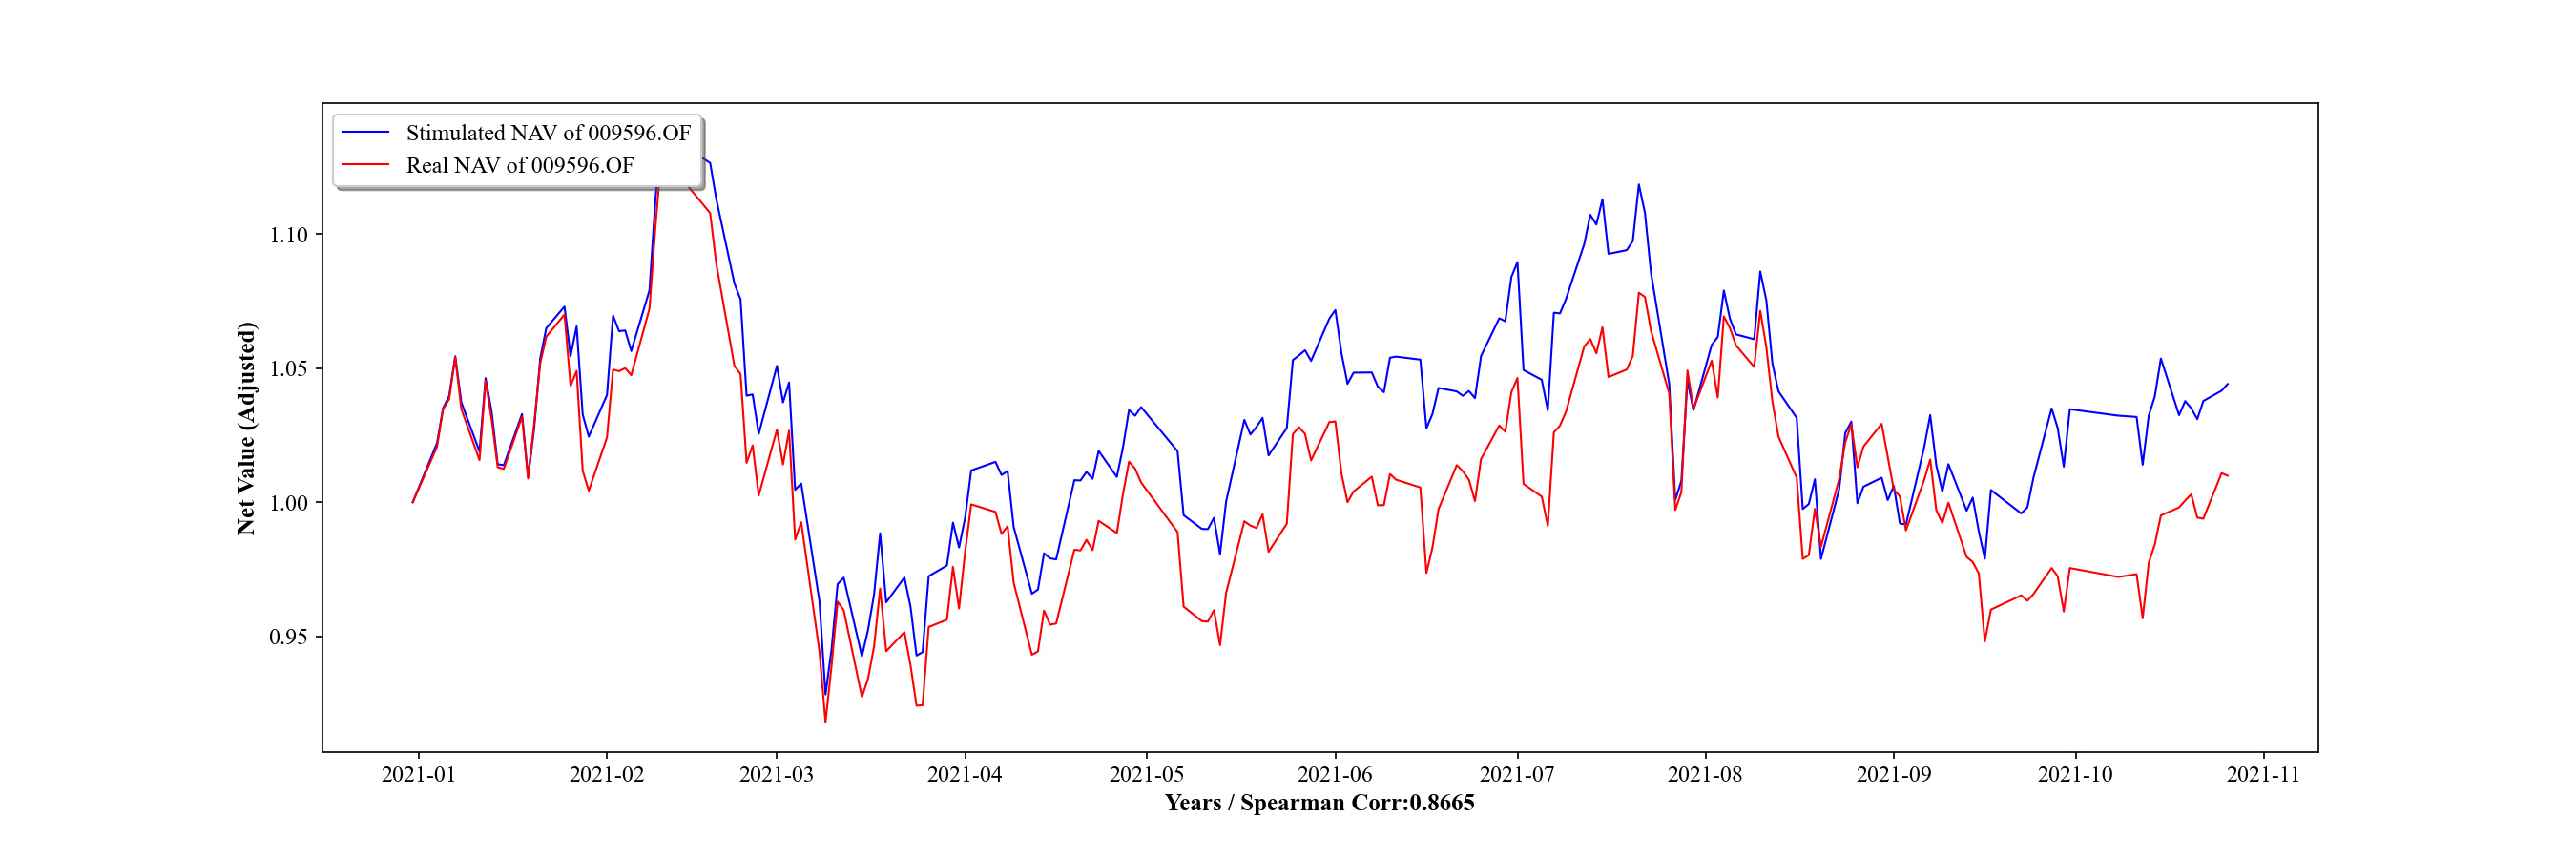 Stimulated NAV of 009596.OF
Real NAV of 009596.OF
Net Value (Adjusted)
1.10
1.05
1.00
0.95
2021-01 2021-02 2021-03 2021-04 2021-05 2021-06 2021-07 2021-08 2021-09 2021-10 2021-11
Years / Spearman Corr:0.8665